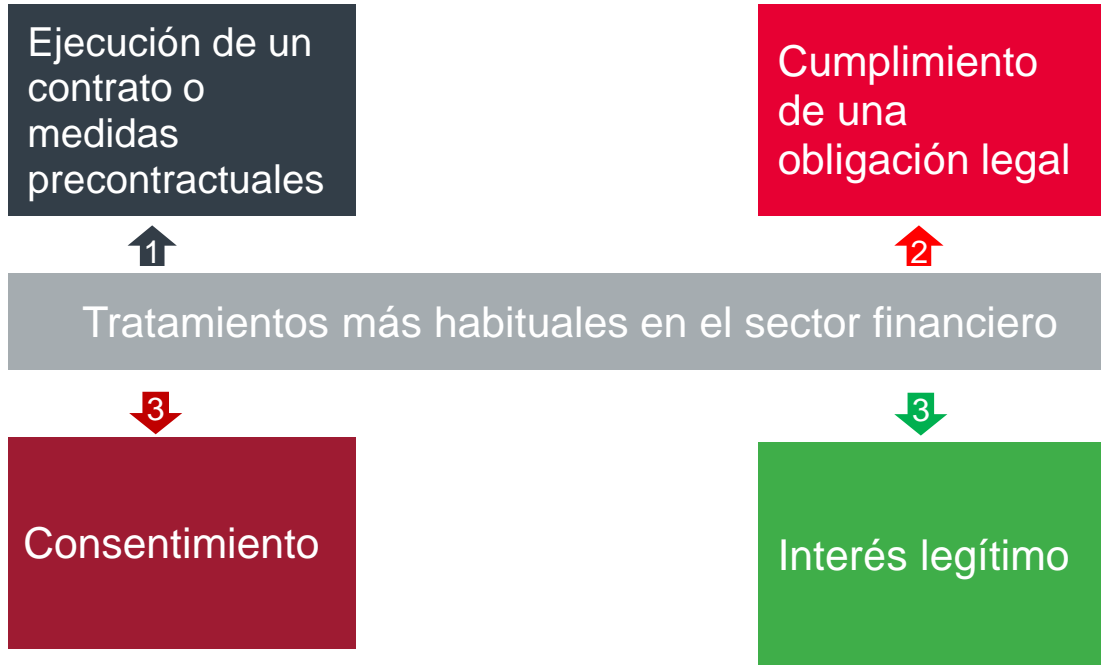 Ejecución de un
contrato o
medidas
precontractuales
Cumplimiento
de una
obligación legal
1
2
Tratamientos más habituales en el sector financiero
3
3
Consentimiento
Interés legítimo